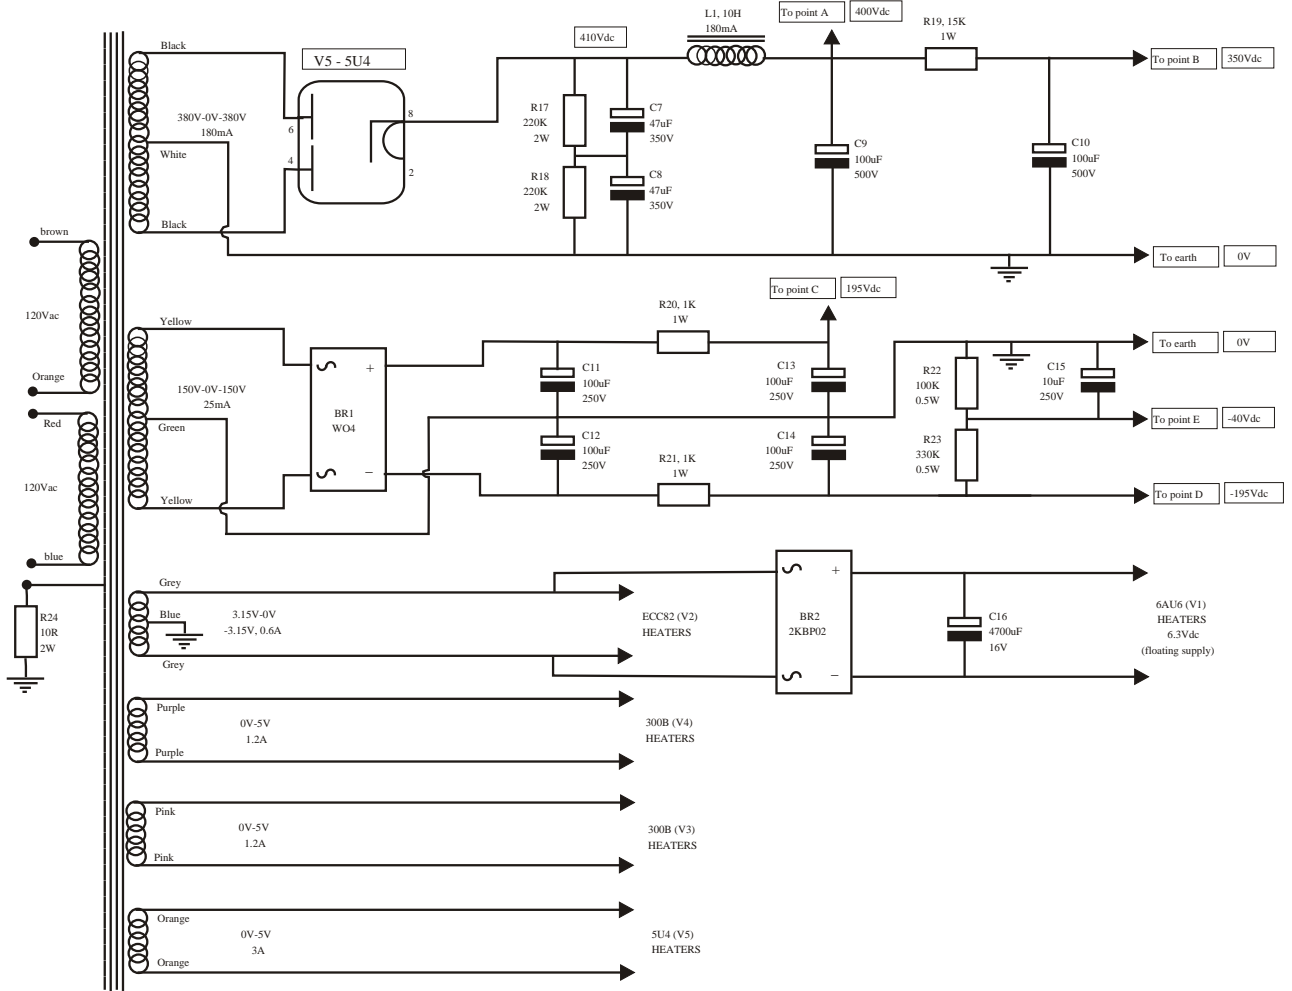 L1, 10H
180mA
To point A
400Vdc
R19, 15K
1W
410Vdc
Black
V5 - 5U4
To point B
350Vdc
380V-0V-380V
180mA
White
Black
6
4
8
2
R17
220K
2W
C7
47uF
350V
R18
220K
2W
C8
47uF
350V
C9
100uF
500V
C10
100uF
500V
To earth
0V
brown
120Vac
Orange
Red
120Vac
blue
R24
10R
2W
Yellow
150V-0V-150V
25mA
Green
Yellow
+
BR1
WO4
−
R20, 1K
1W
To point C
195Vdc
C11
100uF
250V
C13
100uF
250V
C12
100uF
250V
C14
100uF
250V
R21, 1K
1W
R22
100K
0.5W
C15
10uF
250V
R23
330K
0.5W
To earth
0V
To point E
-40Vdc
To point D
-195Vdc
Grey
Blue
3.15V-0V
-3.15V, 0.6A
Grey
ECC82 (V2)
HEATERS
+
BR2
2KBP02
−
C16
4700uF
16V
6AU6 (V1)
HEATERS
6.3Vdc
(floating supply)
Purple
0V-5V
1.2A
Purple
300B (V4)
HEATERS
Pink
0V-5V
1.2A
Pink
300B (V3)
HEATERS
Orange
0V-5V
3A
Orange
5U4 (V5)
HEATERS